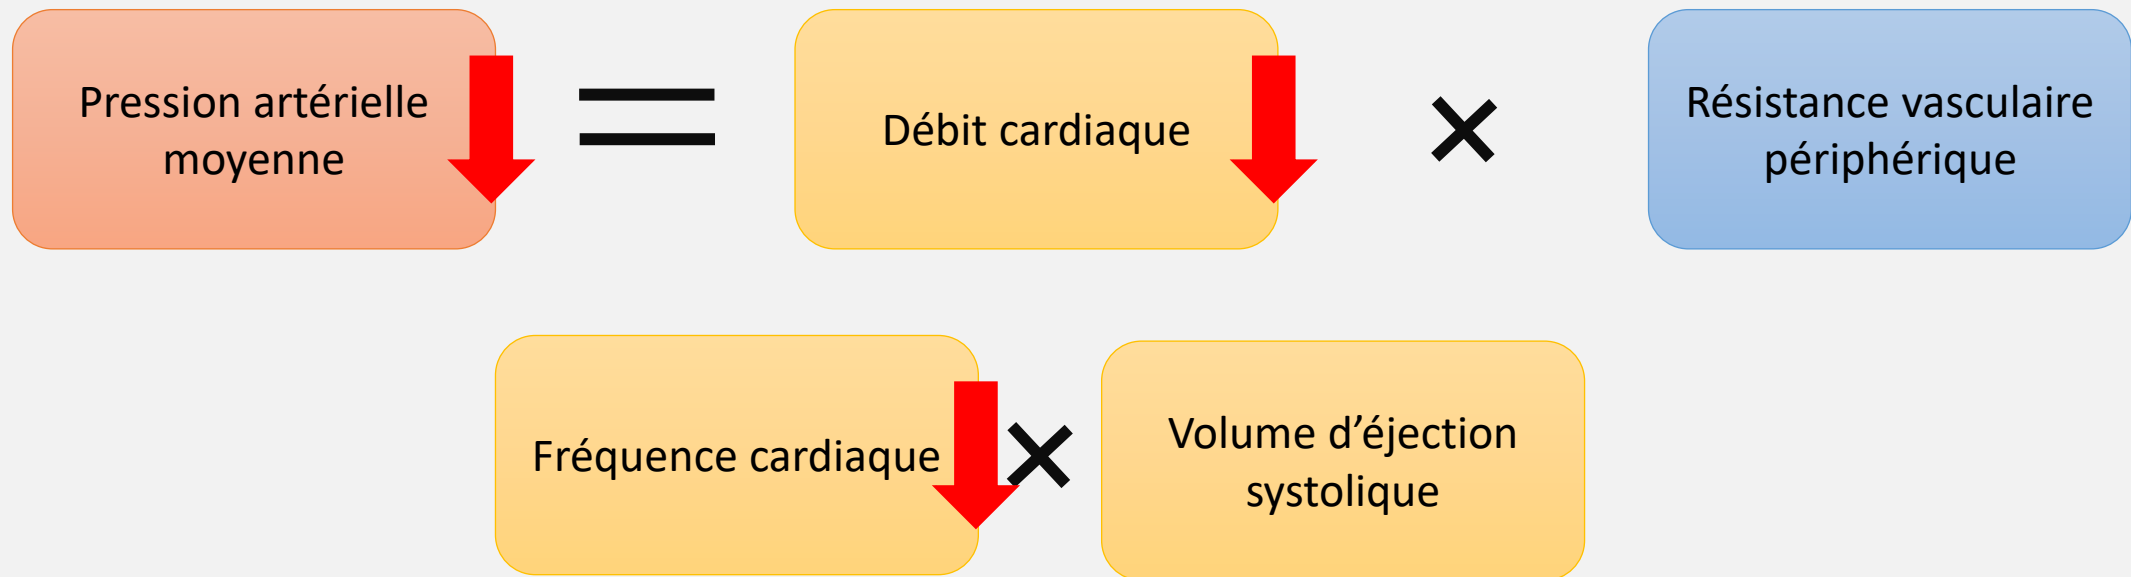 Pression artérielle
moyenne
Débit cardiaque
Résistance vasculaire
périphérique
Fréquence cardiaque
Volume d’éjection
systolique